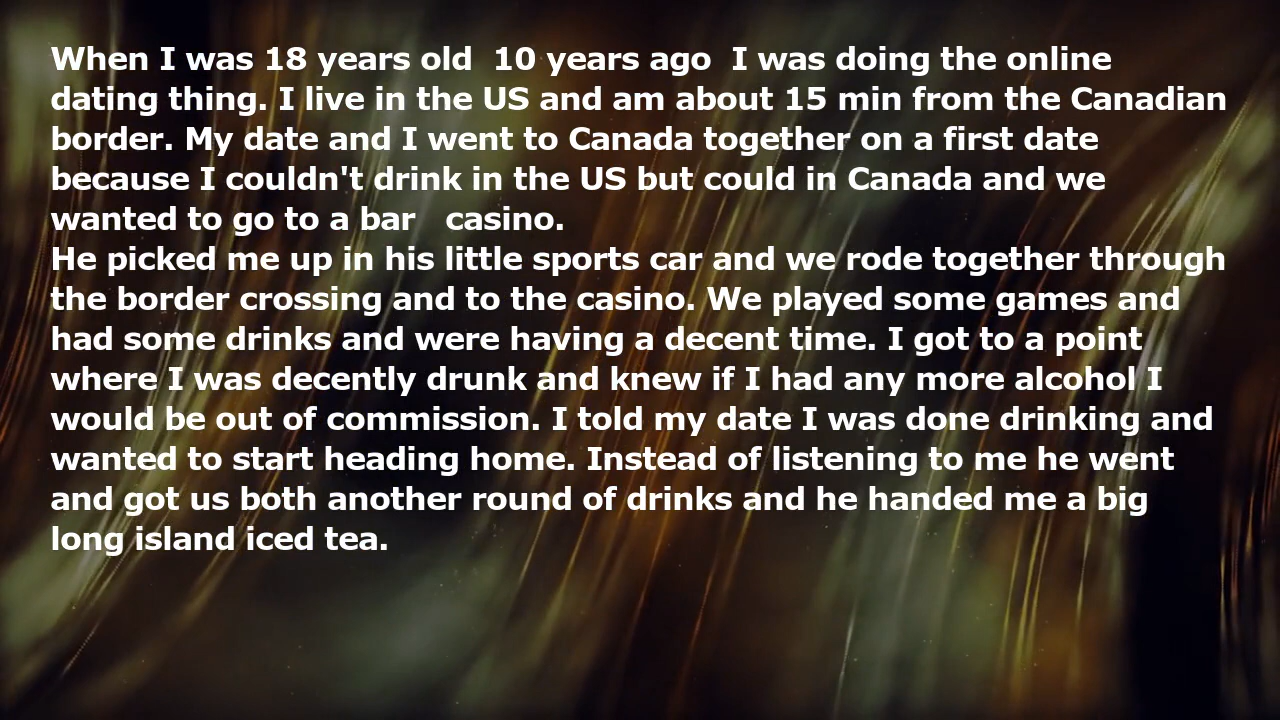 When I was 18 years old  10 years ago  I was doing the online
dating thing. I live in the US and am about 15 min from the Canadian
border. My date and I went to Canada together on a first date
because I couldn't drink in the US but could in Canada and we
wanted to go to a bar   casino.
He picked me up in his little sports car and we rode together through
the border crossing and to the casino. We played some games and
had some drinks and were having a decent time. I got to a point
where I was decently drunk and knew if I had any more alcohol I
would be out of commission. I told my date I was done drinking and
wanted to start heading home. Instead of listening to me he went
and got us both another round of drinks and he handed me a big
long island iced tea.